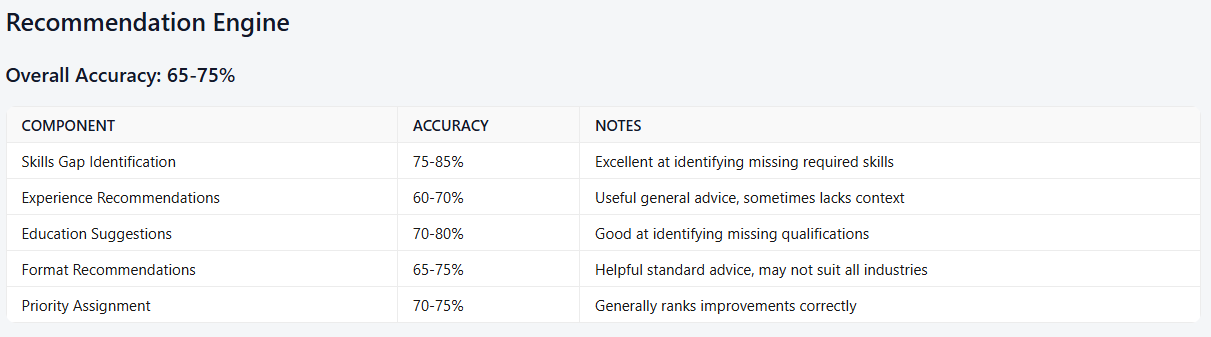 Recommendation Engine
Overall Accuracy: 65-75%
COMPONENT ACCURACY NOTES
Skills Gap Identification 75-85% Excellent at identifying missing required skills
Experience Recommendations 60-70% Useful general advice, sometimes lacks context
Education Suggestions 70-80% Good at identifying missing qualifications
Format Recommendations 65-75% Helpful standard advice, may not suit all industries
Priority Assignment 70-75% Generally ranks improvements correctly